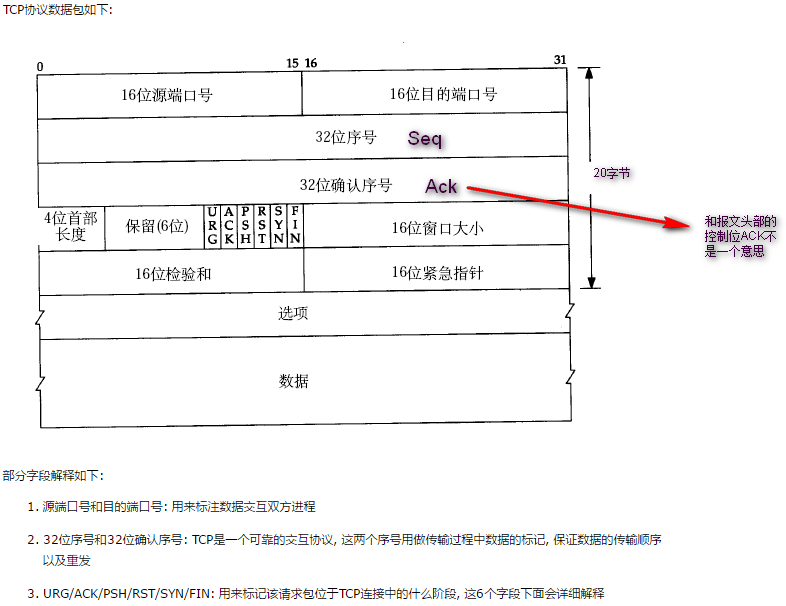 TCP协议数据包如下:
0 15 16 31
16位源端口号 16位目的端口号
32位序号 Seq
20字节
32位确认序号 Ack
和报文头部的
控制位ACK不
是一个意思
4位首部
长度
保留(6位)
URG ACK PSH RST SYN FIN
16位窗口大小
16位检验和 16位紧急指针
选项
数据
部分字段解释如下:
1. 源端口号和目的端口号: 用来标注数据交互双方进程
2. 32位序号和32位确认序号: TCP是一个可靠的交互协议, 这两个序号用做传输过程中数据的标记, 保证数据的传输顺序
以及重发
3. URG/ACK/PSH/RST/SYN/FIN: 用来标记该请求包位于TCP连接中的什么阶段, 这6个字段下面会详细解释